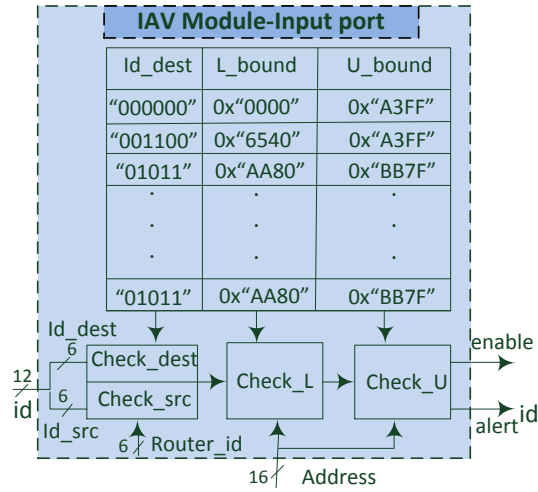 IAV Module-Input port
Id_dest L_bound U_bound
“000000” 0x“0000” 0x“A3FF”
“001100” 0x“6540” 0x“A3FF”
“01011” 0x“AA80” 0x“BB7F”
“01011” 0x“AA80” 0x“BB7F”
Id_dest
6
12
id
6
Id_src
Check_dest
Check_src
Check_L
Check_U
enable
alert
id
6
Router_id
16
Address